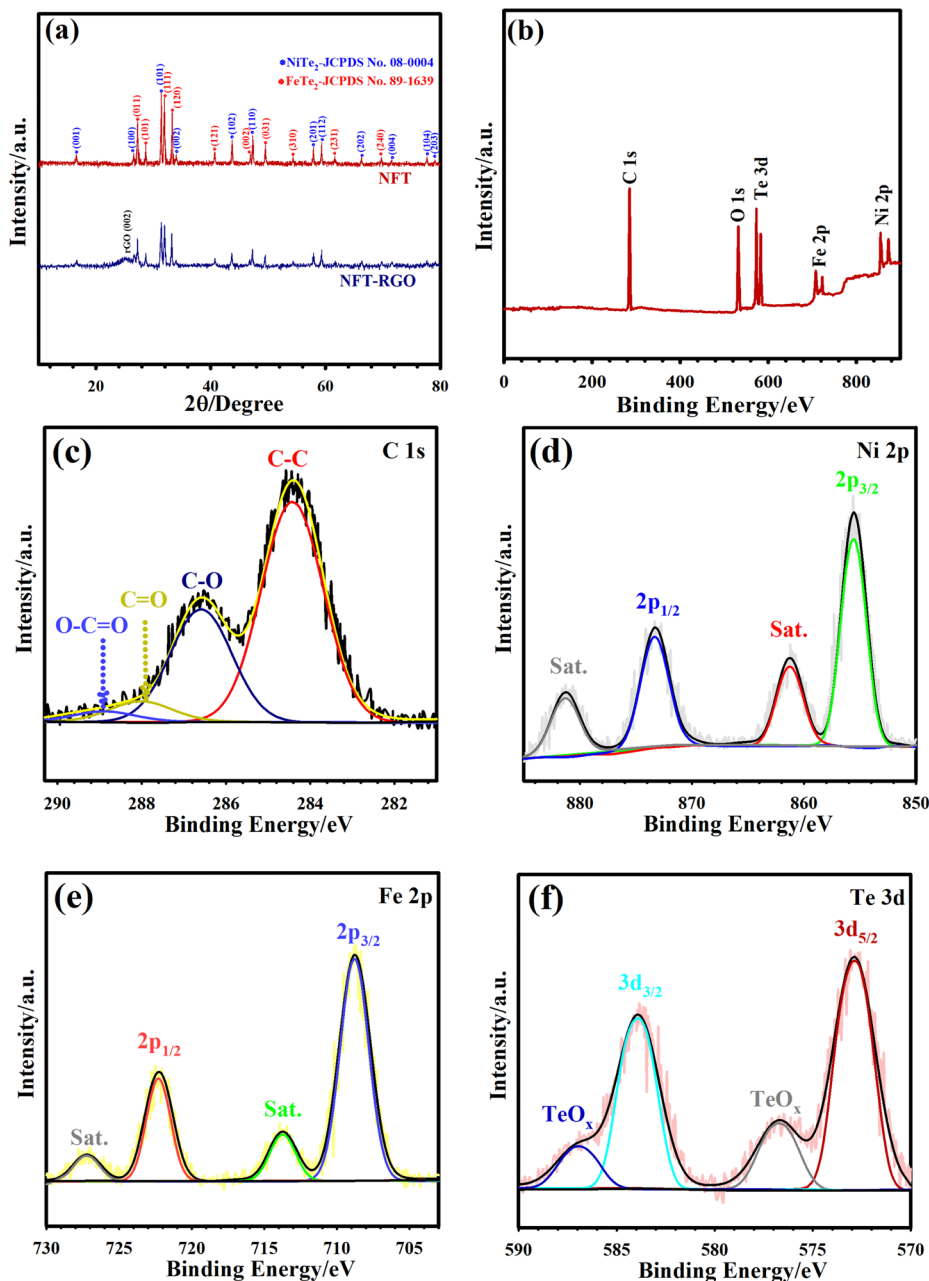 (a)
NiTe₂-JCPDS No. 08-0004
FeTe₂-JCPDS No. 89-1639
(001)
(100)
(011)
(101)
(101)
(111)
(120)
(002)
(121)
(102)
(002)
(110)
(031)
(310)
(201)
(112)
(231)
(202)
(240)
(004)
(104)
(203)
NFT
rGO (002)
NFT-RGO
Intensity/a.u.
20 40 60 80
2θ/Degree
(b)
C 1s
O 1s
Te 3d
Fe 2p
Ni 2p
Intensity/a.u.
0 200 400 600 800
Binding Energy/eV
(c)
C 1s
C-C
C-O
C=O
O-C=O
Intensity/a.u.
290 288 286 284 282
Binding Energy/eV
(d)
Ni 2p
2p₃/₂
2p₁/₂
Sat.
Sat.
Intensity/a.u.
880 870 860 850
Binding Energy/eV
(e)
Fe 2p
2p₃/₂
2p₁/₂
Sat.
Sat.
Intensity/a.u.
730 725 720 715 710 705
Binding Energy/eV
(f)
Te 3d
3d₅/₂
3d₃/₂
TeOₓ
TeOₓ
Intensity/a.u.
590 585 580 575 570
Binding Energy/eV